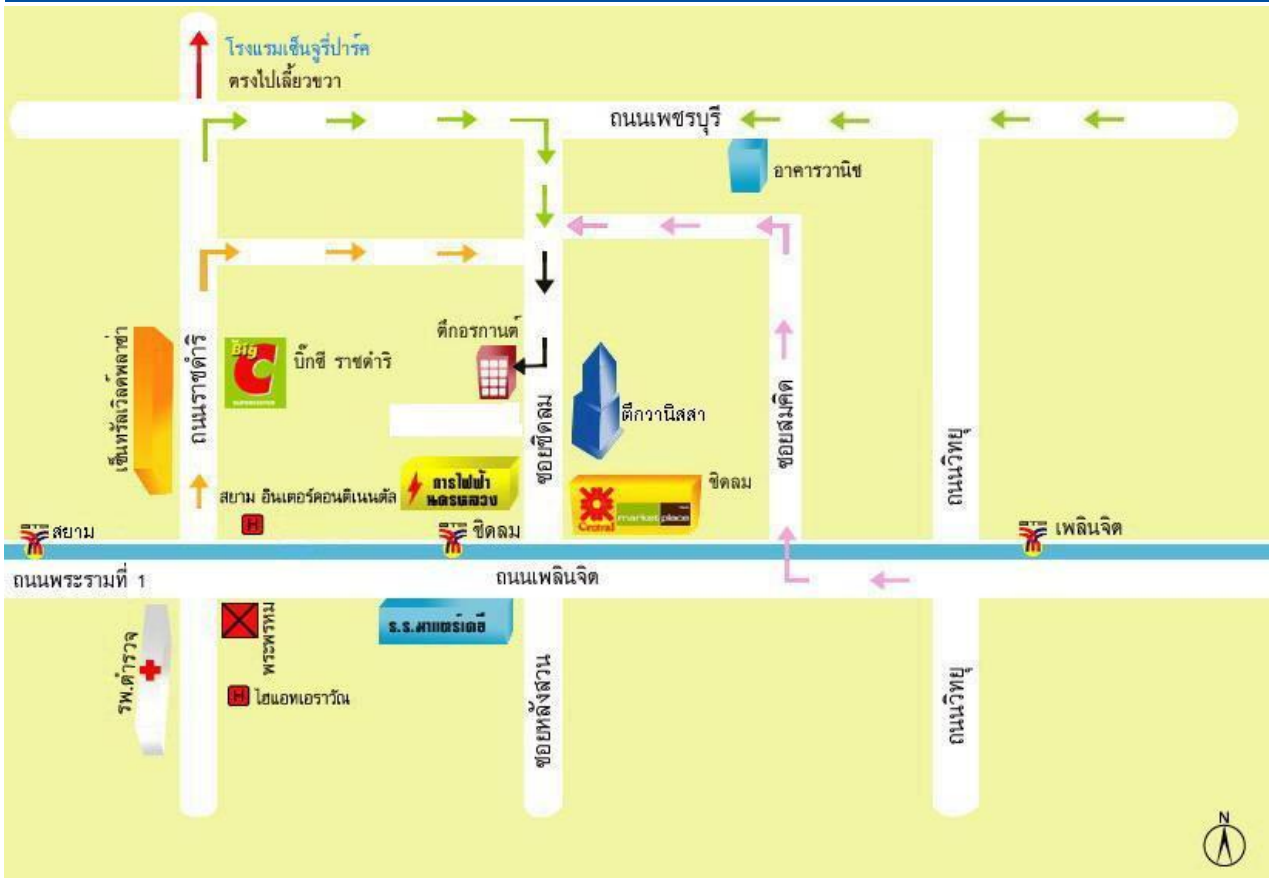 โรงแรมเซ็นจูรี่ปาร์ค
ตรงไปเลี้ยวขวา
ถนนเพชรบุรี
อาคารวานิช
เซ็นทรัลเวิลด์พลาซ่า
ถนนราชดำริ
Big
C
SUPERCENTER
บิ๊กซี ราชดำริ
ตึกอรกานต์
ซอยชิดลม
ตึกวานิสสา
ซอยสมคิด
ถนนวิทยุ
สยาม อินเตอร์คอนติเนนตัล
H
การไฟฟ้า
นครหลวง
Central
market place
ชิดลม
BTS
สยาม
BTS
ชิดลม
BTS
เพลินจิต
ถนนพระรามที่ 1
ถนนเพลินจิต
รพ.ตำรวจ
พระพรหม
ร.ร.มาแตร์เดอี
H
ไฮแอทเอราวัณ
ซอยหลังสวน
ถนนวิทยุ
N